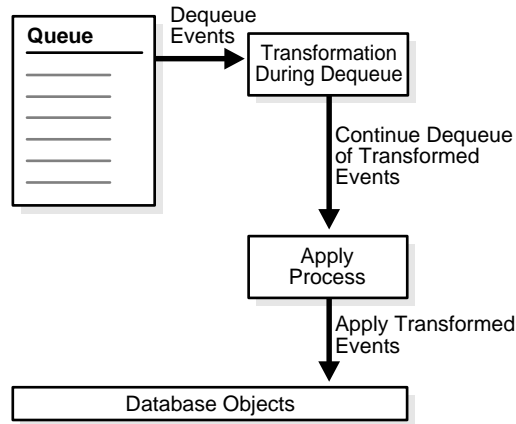 Queue
Dequeue
Events
Transformation
During Dequeue
Continue Dequeue
of Transformed
Events
Apply
Process
Apply Transformed
Events
Database Objects